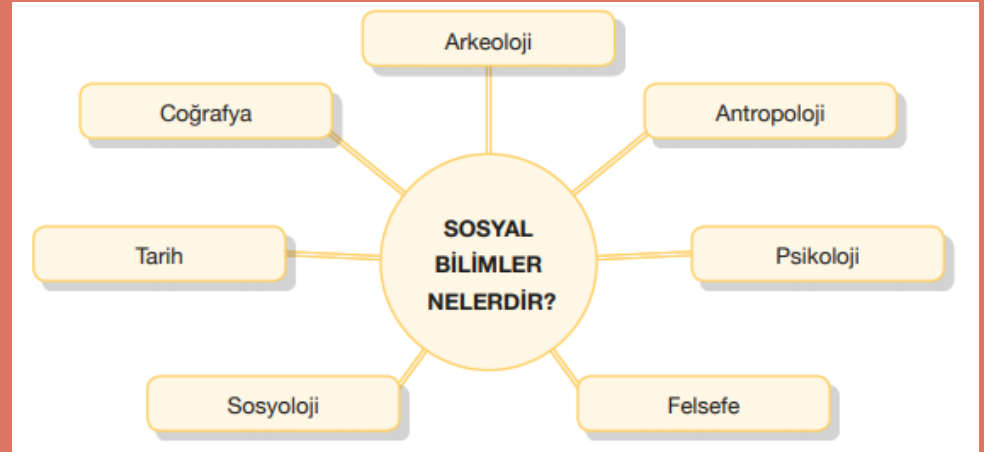 Arkeoloji
Coğrafya
Antropoloji
SOSYAL
BİLİMLER
NELERDİR?
Tarih
Psikoloji
Sosyoloji
Felsefe